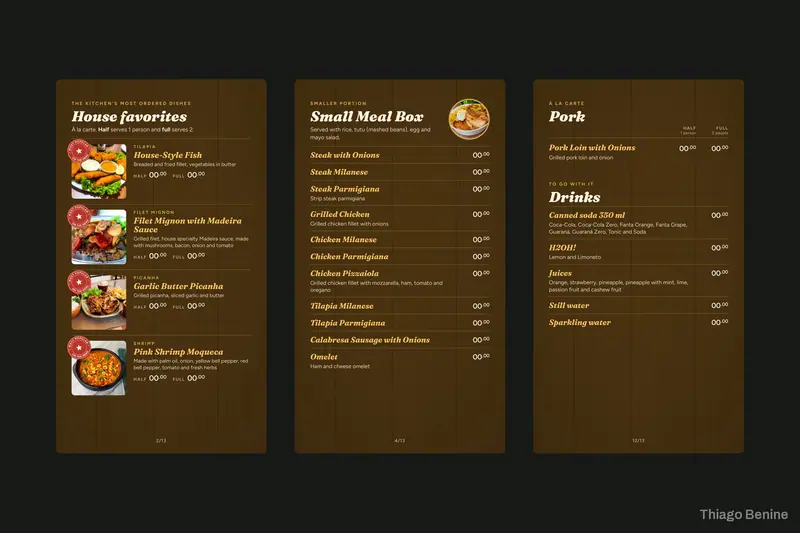 THE KITCHEN'S MOST ORDERED DISHES
House favorites
À la carte. Half serves 1 person and full serves 2.
TILAPIA
House-Style Fish
Breaded and fried fillet, vegetables in butter
HALF 00.00 FULL 00.00
FILET MIGNON
Filet Mignon with Madeira
Sauce
Grilled filet, house specialty Madeira sauce, made
with mushrooms, bacon, onion and tomato
HALF 00.00 FULL 00.00
PICANHA
Garlic Butter Picanha
Grilled picanha, sliced garlic and butter
HALF 00.00 FULL 00.00
SHRIMP
Pink Shrimp Moqueca
Made with palm oil, onion, yellow bell pepper, red
bell pepper, tomato and fresh herbs
HALF 00.00 FULL 00.00
2/13
SMALLER PORTION
Small Meal Box
Served with rice, tutu (mashed beans), egg and
mayo salad.
Steak with Onions 00.00
Steak Milanese 00.00
Steak Parmigiana 00.00
Strip steak parmigiana
Grilled Chicken 00.00
Grilled chicken fillet with onions
Chicken Milanese 00.00
Chicken Parmigiana 00.00
Chicken Pizzaiola 00.00
Grilled chicken fillet with mozzarella, ham, tomato and
oregano
Tilapia Milanese 00.00
Tilapia Parmigiana 00.00
Calabresa Sausage with Onions 00.00
Omelet 00.00
Ham and cheese omelet
4/13
À LA CARTE
Pork
HALF FULL
1 person 2 people
Pork Loin with Onions 00.00 00.00
Grilled pork loin and onion
TO GO WITH IT
Drinks
Canned soda 350 ml 00.00
Coca-Cola, Coca-Cola Zero, Fanta Orange, Fanta Grape,
Guaraná, Guaraná Zero, Tonic and Soda
H2OH! 00.00
Lemon and Limoneto
Juices 00.00
Orange, strawberry, pineapple, pineapple with mint, lime,
passion fruit and cashew fruit
Still water 00.00
Sparkling water 00.00
12/13
Thiago Benine